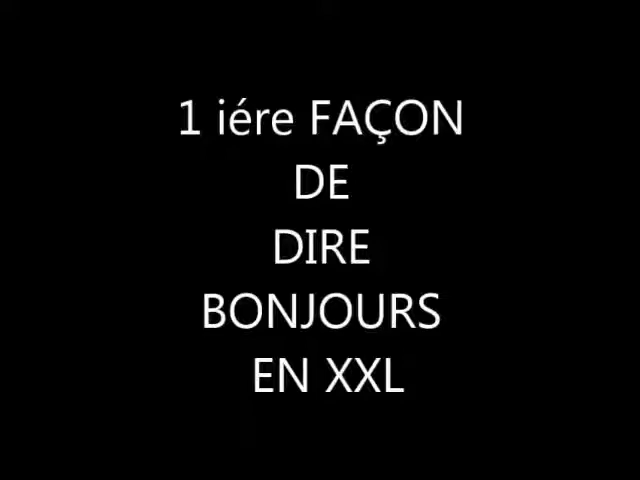 1 iére FAÇON
DE
DIRE
BONJOURS
EN XXL